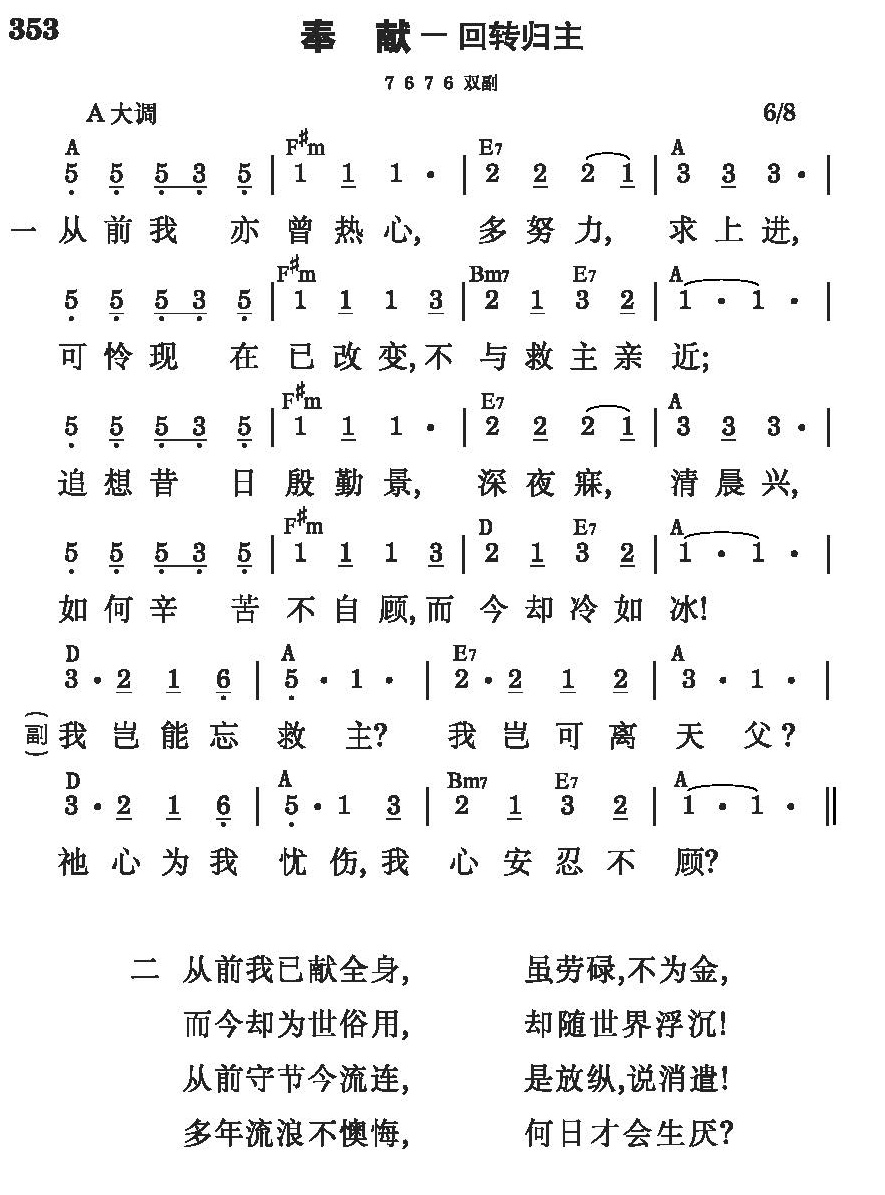 353
奉 献 — 回转归主
7 6 7 6 双副
A 大调 6/8
A F♯m E7 A
5 5 5 3 5 | 1 1 1 · | 2 2 2 1 | 3 3 3 · |
一 从 前 我 亦 曾 热 心, 多 努 力, 求 上 进,
F♯m Bm7 E7 A
5 5 5 3 5 | 1 1 1 3 | 2 1 3 2 | 1 · 1 · |
可 怜 现 在 已 改 变, 不 与 救 主 亲 近;
F♯m E7 A
5 5 5 3 5 | 1 1 1 · | 2 2 2 1 | 3 3 3 · |
追 想 昔 日 殷 勤 景, 深 夜 寐, 清 晨 兴,
F♯m D E7 A
5 5 5 3 5 | 1 1 1 3 | 2 1 3 2 | 1 · 1 · |
如 何 辛 苦 不 自 顾, 而 今 却 冷 如 冰!
D A E7 A
3 · 2 1 6 | 5 · 1 · | 2 · 2 1 2 | 3 · 1 · |
(副) 我 岂 能 忘 救 主? 我 岂 可 离 天 父?
D A Bm7 E7 A
3 · 2 1 6 | 5 · 1 3 | 2 1 3 2 | 1 · 1 · ‖
祂 心 为 我 忧 伤, 我 心 安 忍 不 顾?
二 从前我已献全身, 虽劳碌,不为金,
而今却为世俗用, 却随世界浮沉!
从前守节今流连, 是放纵,说消遣!
多年流浪不懊悔, 何日才会生厌?